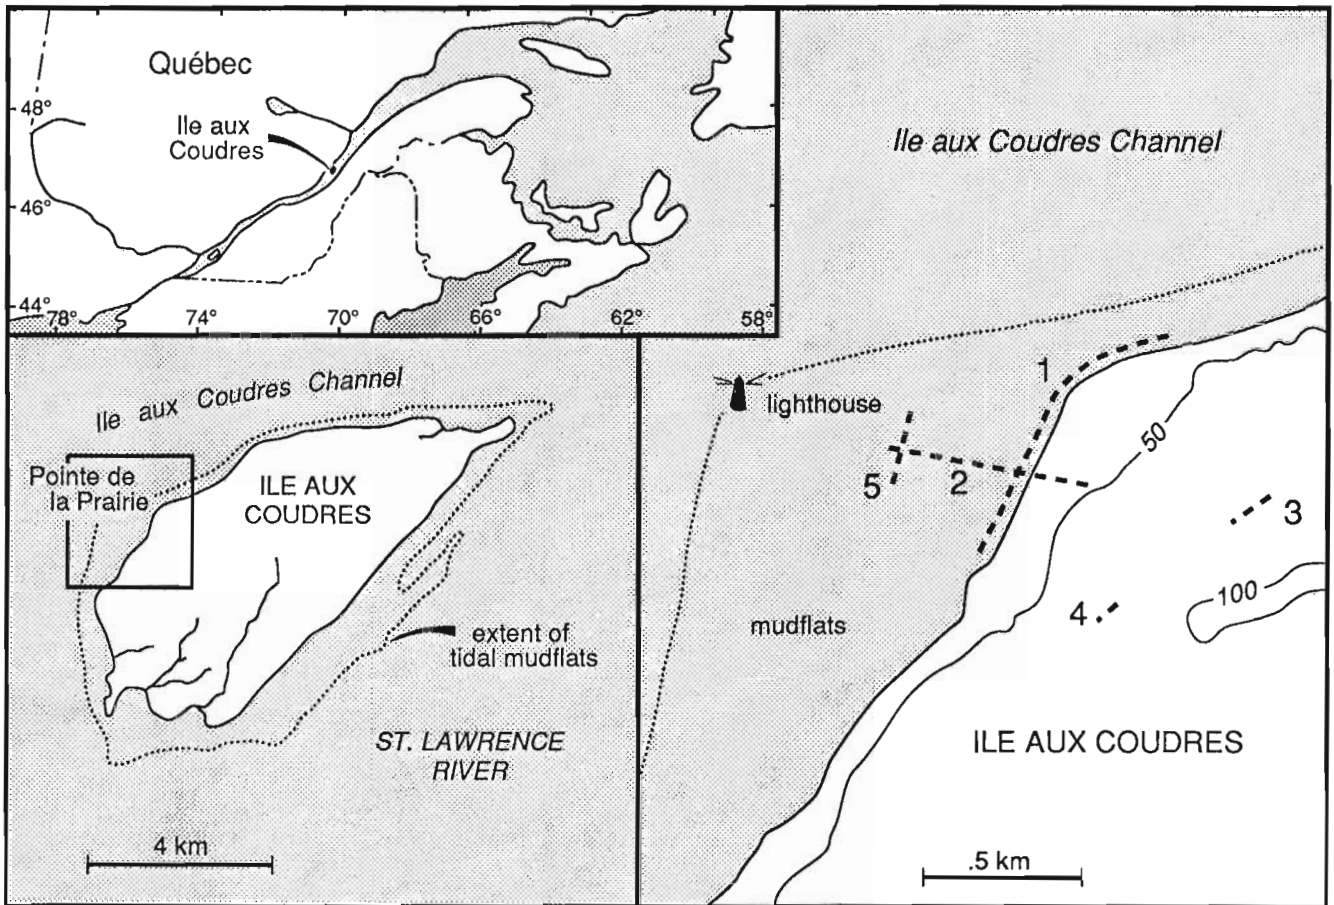 Québec
Ile aux
Coudres
48°
46°
44°
78°
74°
70°
66°
62°
58°
Ile aux Coudres Channel
Pointe de
la Prairie
ILE AUX
COUDRES
extent of
tidal mudflats
ST. LAWRENCE
RIVER
4 km
Ile aux Coudres Channel
lighthouse
1
2
5
50
3
100
4
mudflats
ILE AUX COUDRES
.5 km